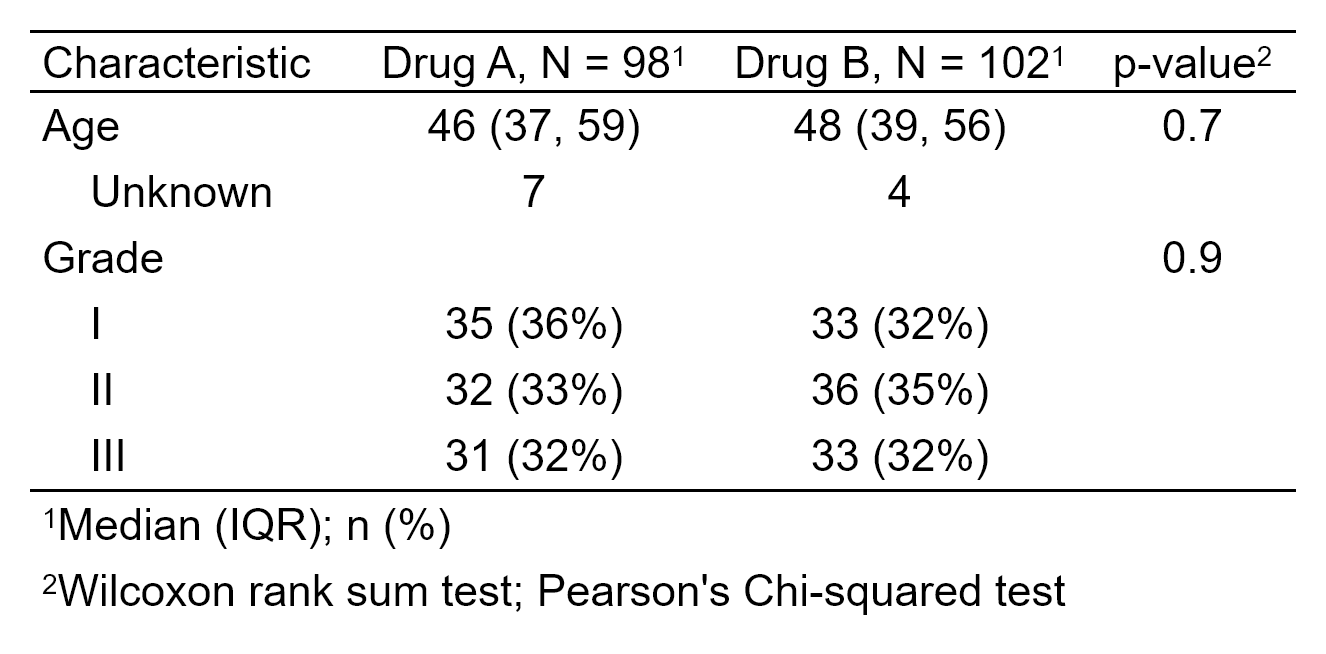 Characteristic Drug A, N = 98¹ Drug B, N = 102¹ p-value²
Age 46 (37, 59) 48 (39, 56) 0.7
Unknown 7 4
Grade 0.9
I 35 (36%) 33 (32%)
II 32 (33%) 36 (35%)
III 31 (32%) 33 (32%)
¹Median (IQR); n (%)
²Wilcoxon rank sum test; Pearson's Chi-squared test